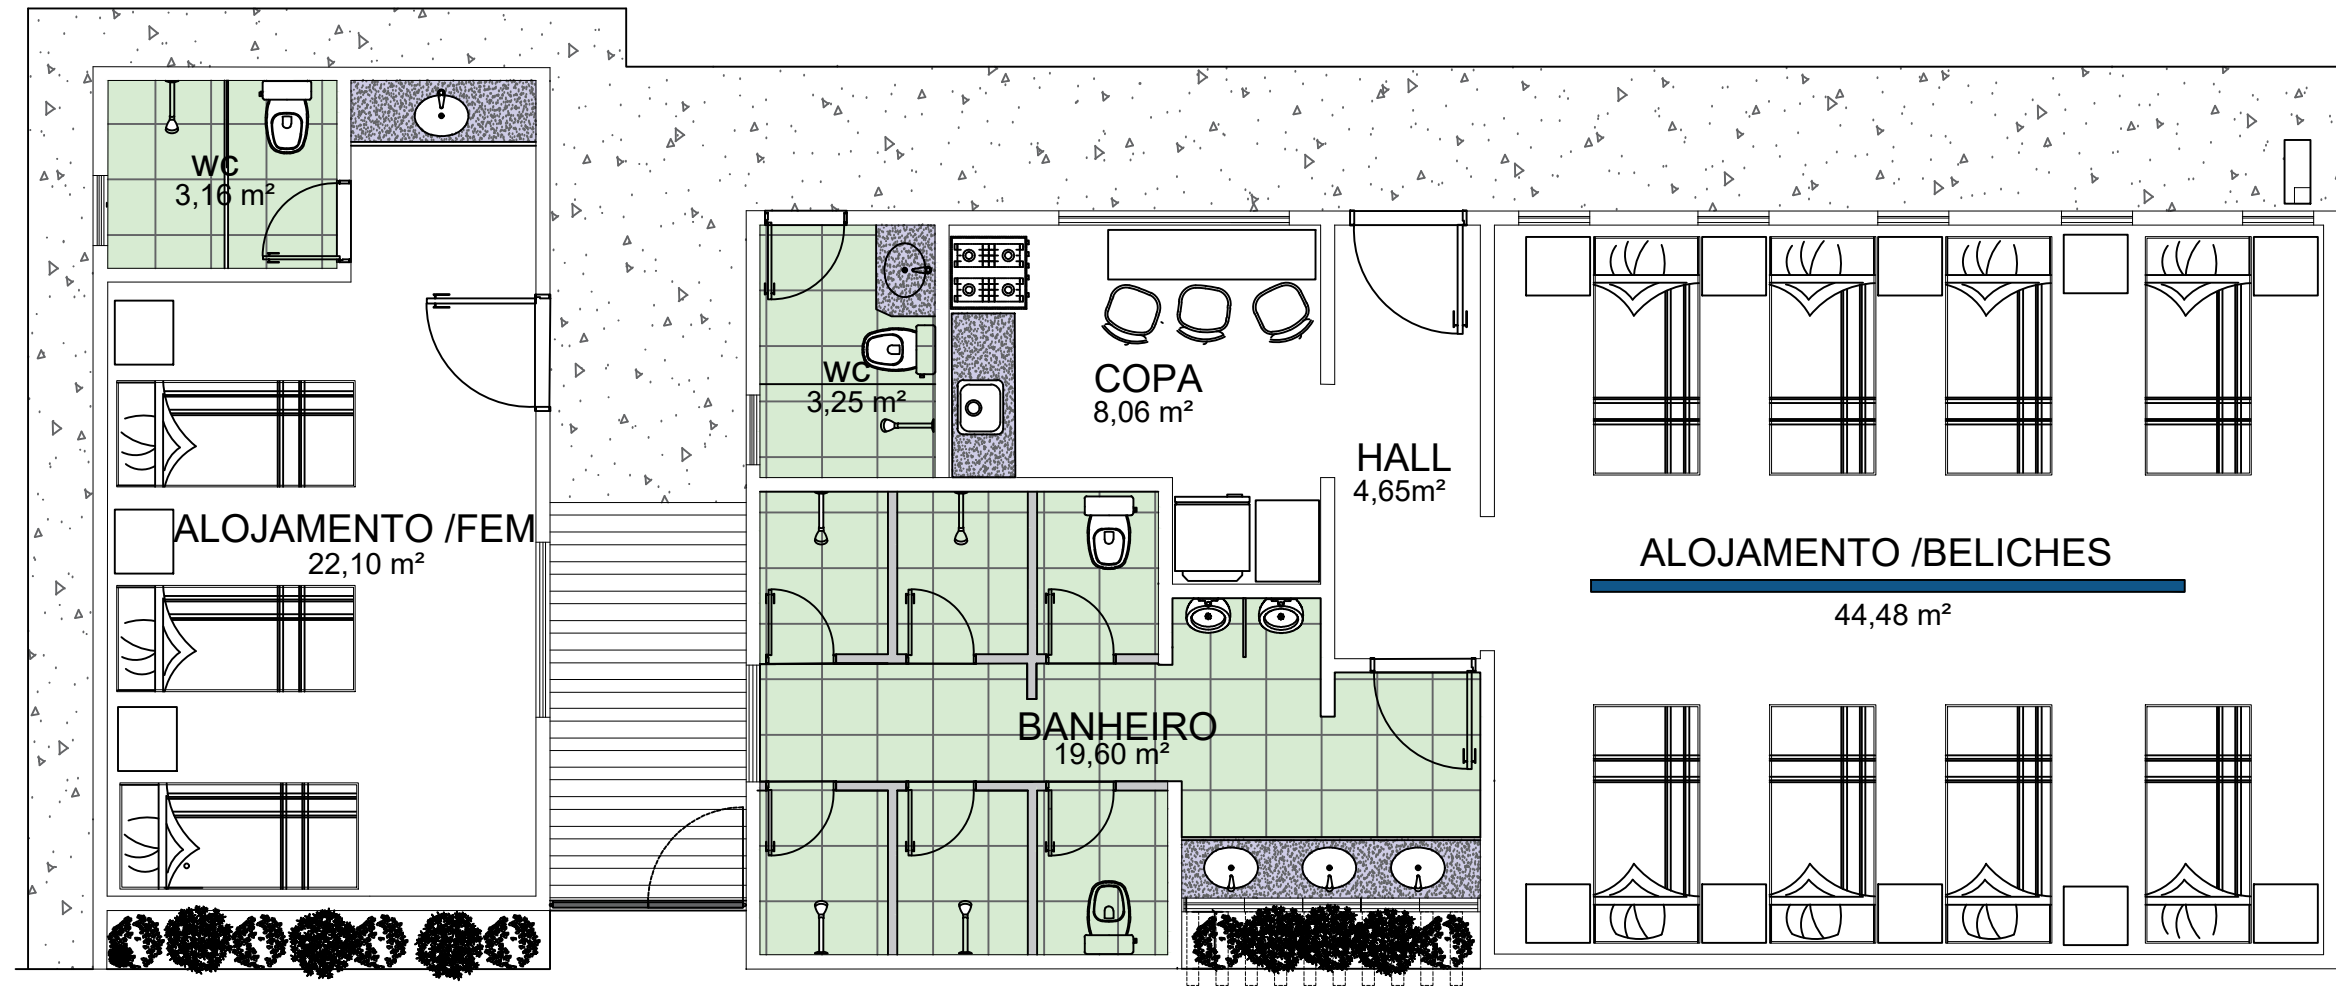 WC
3,16 m²
WC
3,25 m²
COPA
8,06 m²
HALL
4,65m²
ALOJAMENTO /FEM
22,10 m²
ALOJAMENTO /BELICHES
44,48 m²
BANHEIRO
19,60 m²